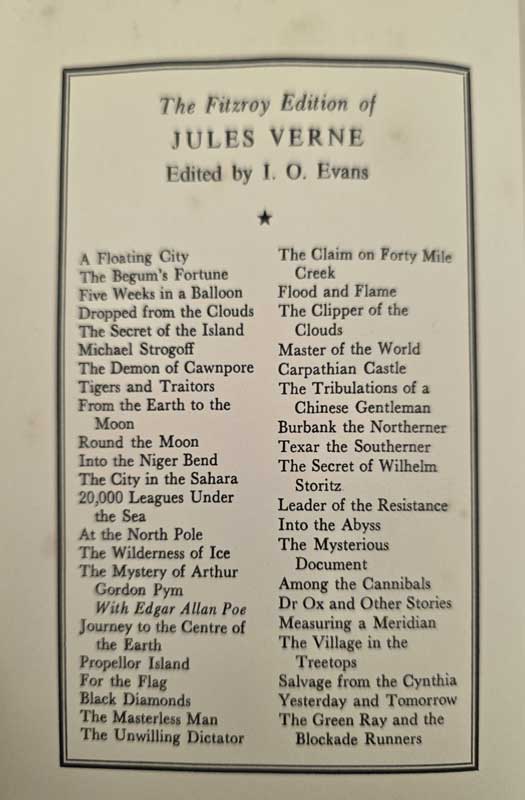 The Fitzroy Edition of
JULES VERNE
Edited by I. O. Evans
★
A Floating City
The Begum's Fortune
Five Weeks in a Balloon
Dropped from the Clouds
The Secret of the Island
Michael Strogoff
The Demon of Cawnpore
Tigers and Traitors
From the Earth to the
Moon
Round the Moon
Into the Niger Bend
The City in the Sahara
20,000 Leagues Under
the Sea
At the North Pole
The Wilderness of Ice
The Mystery of Arthur
Gordon Pym
With Edgar Allan Poe
Journey to the Centre of
the Earth
Propellor Island
For the Flag
Black Diamonds
The Masterless Man
The Unwilling Dictator
The Claim on Forty Mile
Creek
Flood and Flame
The Clipper of the
Clouds
Master of the World
Carpathian Castle
The Tribulations of a
Chinese Gentleman
Burbank the Northerner
Texar the Southerner
The Secret of Wilhelm
Storitz
Leader of the Resistance
Into the Abyss
The Mysterious
Document
Among the Cannibals
Dr Ox and Other Stories
Measuring a Meridian
The Village in the
Treetops
Salvage from the Cynthia
Yesterday and Tomorrow
The Green Ray and the
Blockade Runners